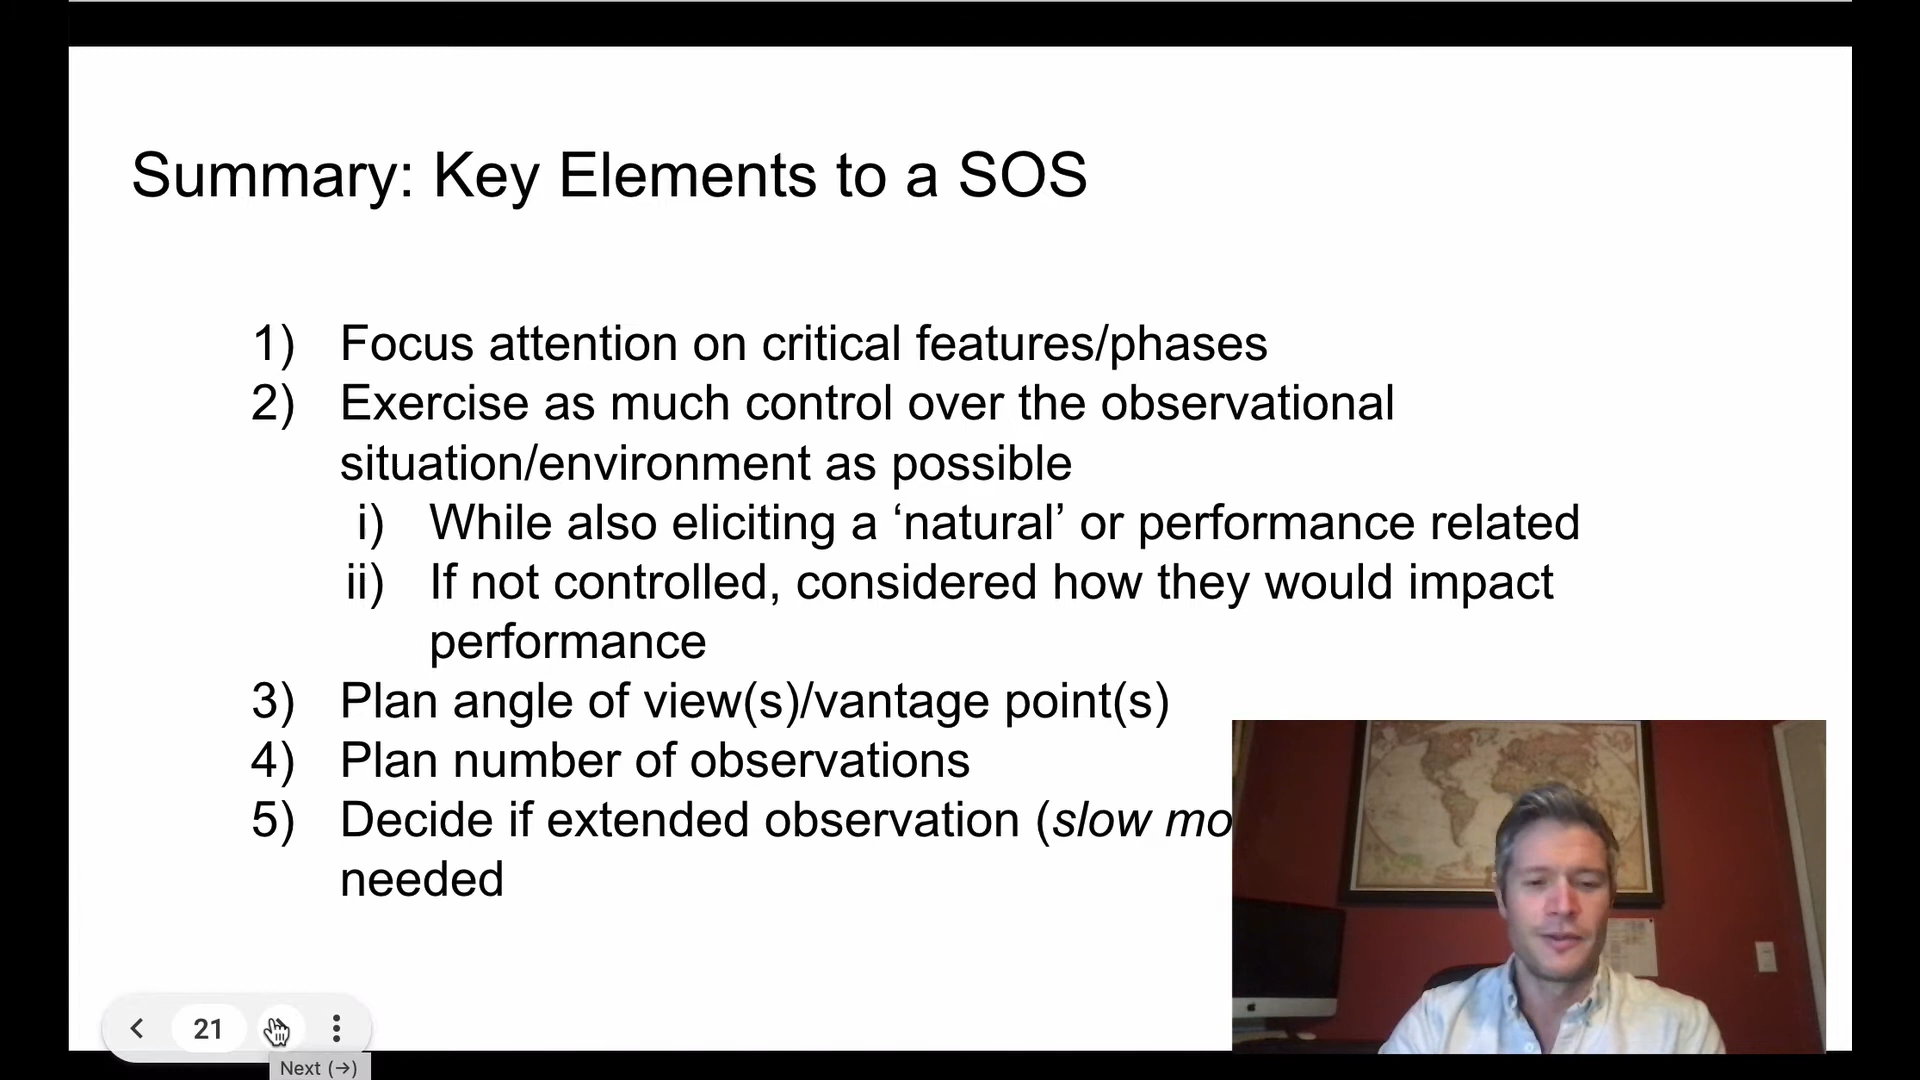 Summary: Key Elements to a SOS
1) Focus attention on critical features/phases
2) Exercise as much control over the observational
situation/environment as possible
i) While also eliciting a ‘natural’ or performance related
ii) If not controlled, considered how they would impact
performance
3) Plan angle of view(s)/vantage point(s)
4) Plan number of observations
5) Decide if extended observation (slow mo
needed
21
Next (→)